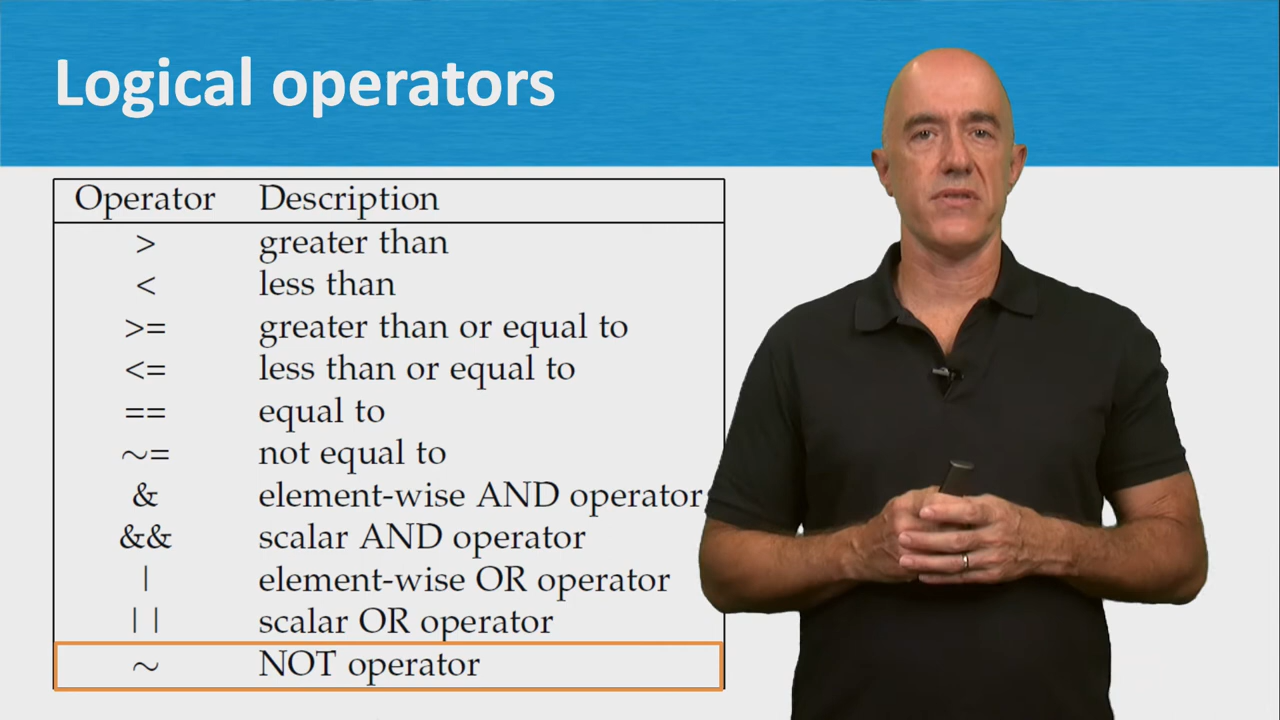 Logical operators
Operator Description
> greater than
< less than
>= greater than or equal to
<= less than or equal to
== equal to
~= not equal to
& element-wise AND operator
&& scalar AND operator
| element-wise OR operator
|| scalar OR operator
~ NOT operator